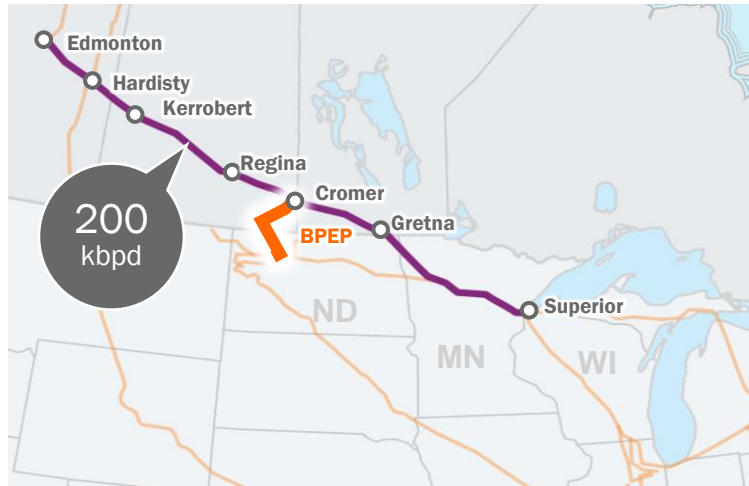 Edmonton
Hardisty
Kerrobert
Regina
Cromer
200
kbpd
Gretna
BPEP
ND
Superior
MN
WI